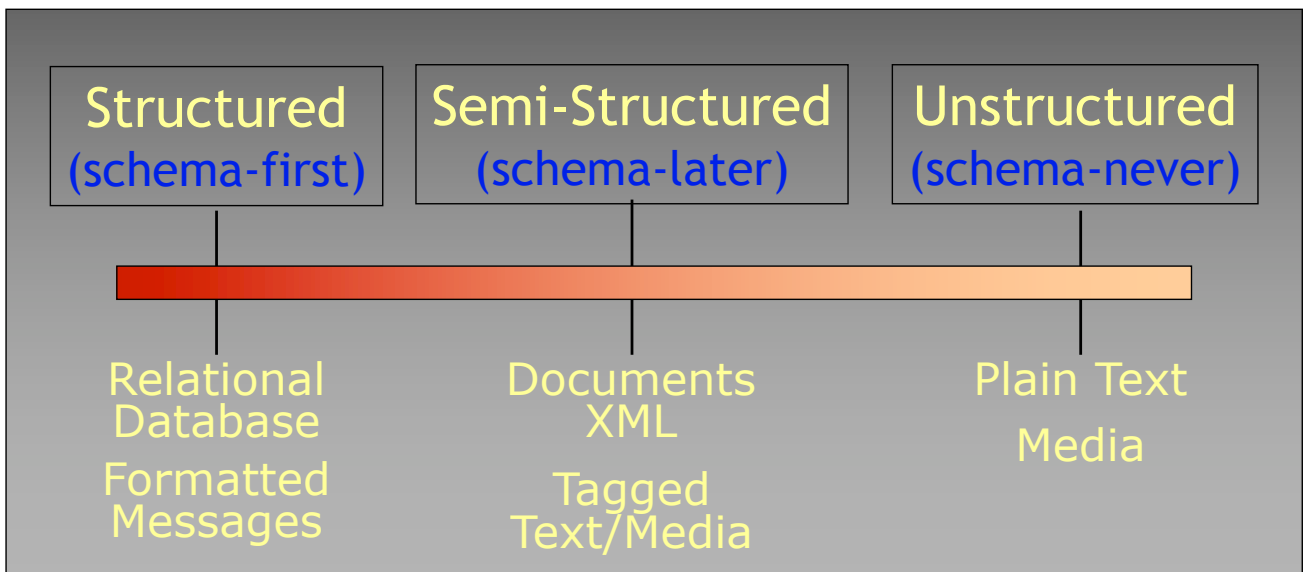 Structured
(schema-first)
Semi-Structured
(schema-later)
Unstructured
(schema-never)
Relational
Database
Formatted
Messages
Documents
XML
Tagged
Text/Media
Plain Text
Media